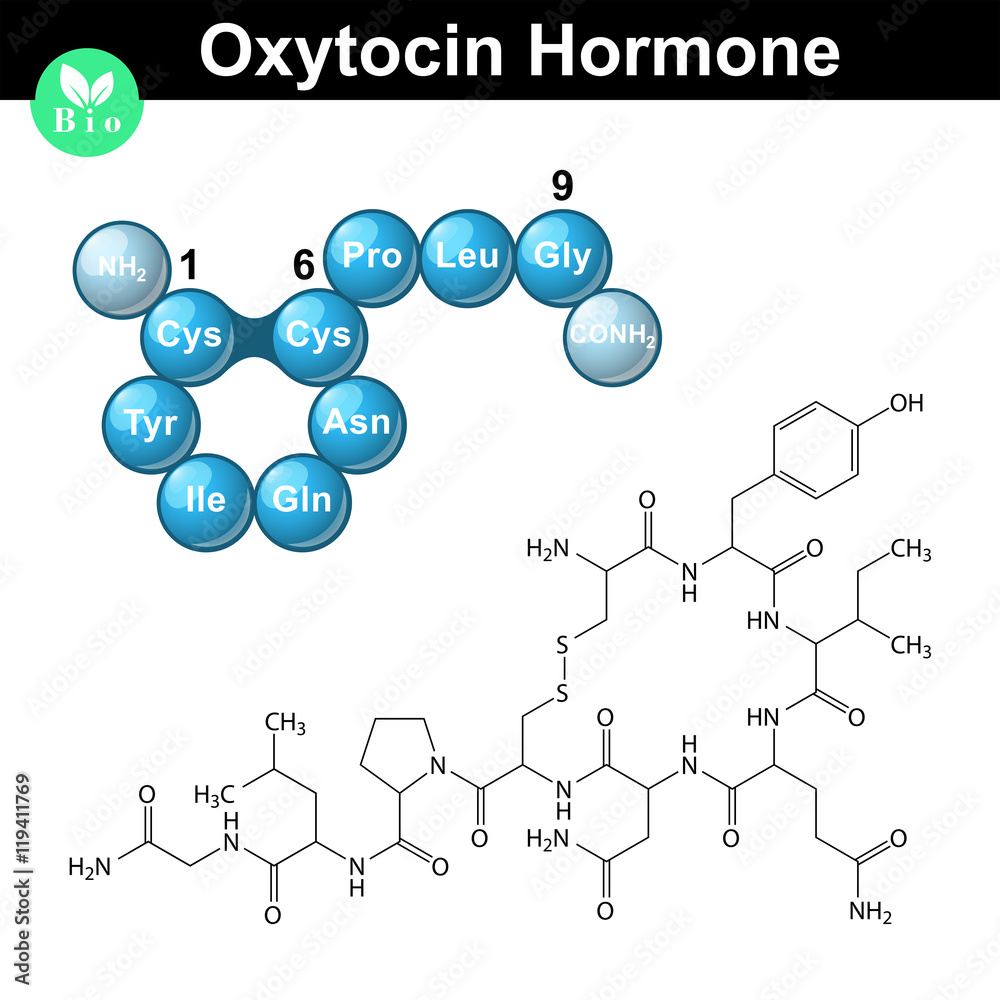 Oxytocin Hormone
Bio
9
NH₂ 1 6 Pro Leu Gly
Cys Cys CONH₂
Tyr Asn
Ile Gln
OH
O
H₂N N H O CH₃
HN
S CH₃
S
CH₃ O HN O
H
N N
O H₃C O N H O
H H₂N O
H₂N N N H O
O O NH₂
Adobe Stock | #119411769